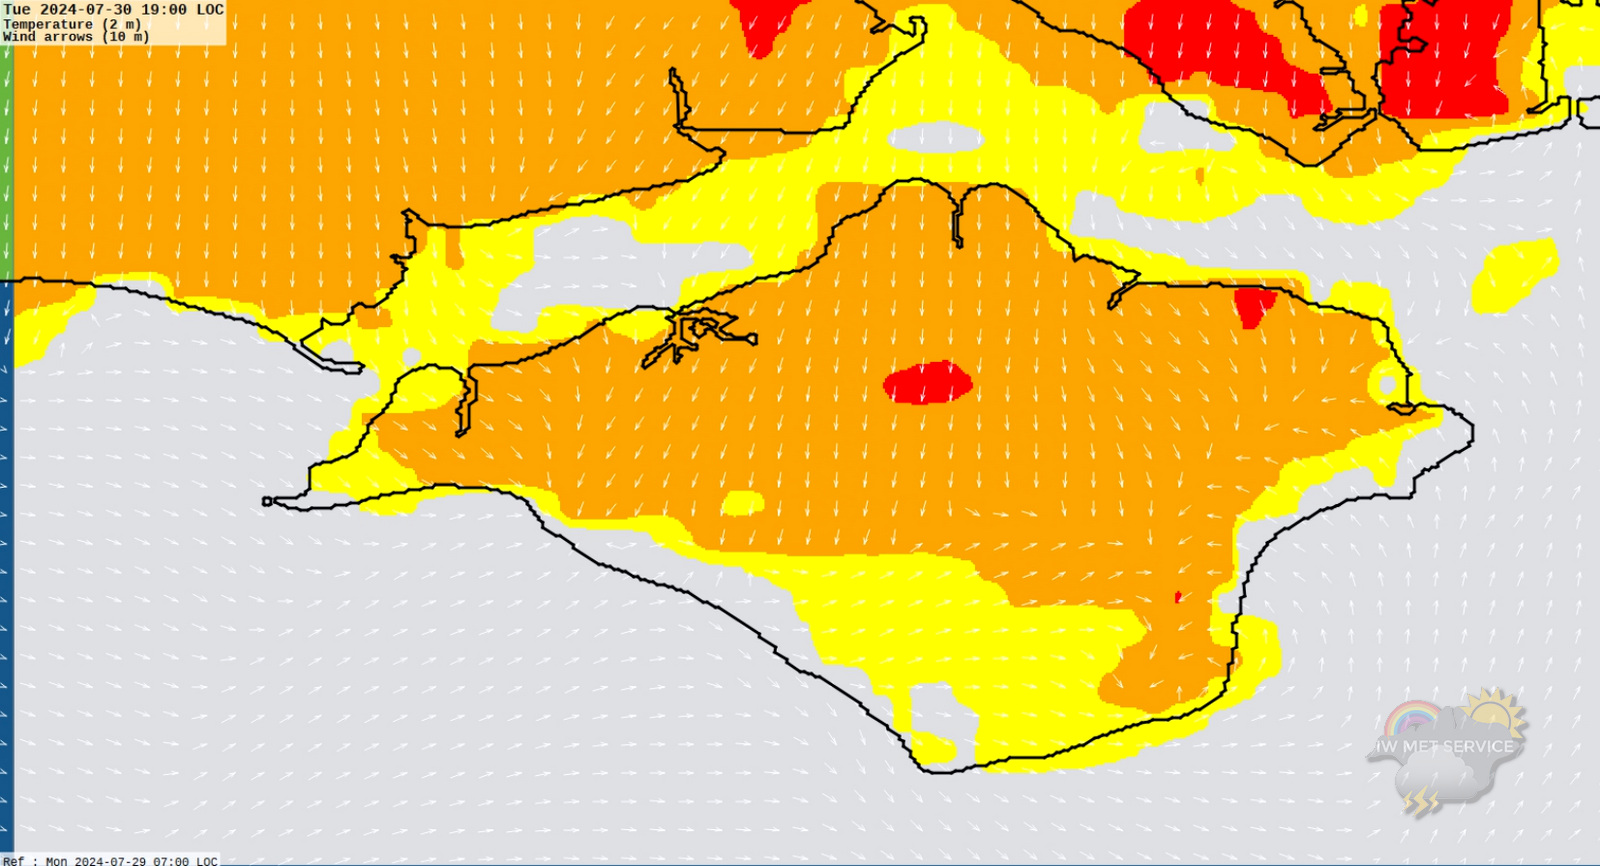 Tue 2024-07-30 19:00 LOC
Temperature (2 m)
Wind arrows (10 m)
IW MET SERVICE
Ref : Mon 2024-07-29 07:00 LOC